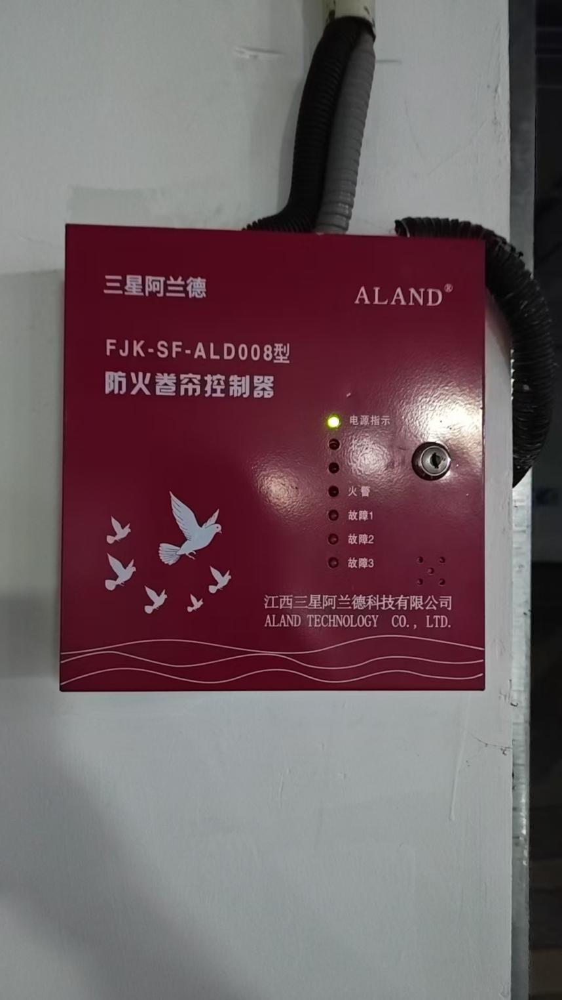 三星阿兰德
ALAND®
FJK-SF-ALD008型
防火卷帘控制器
电源指示
火警
故障1
故障2
故障3
江西三星阿兰德科技有限公司
ALAND TECHNOLOGY CO., LTD.